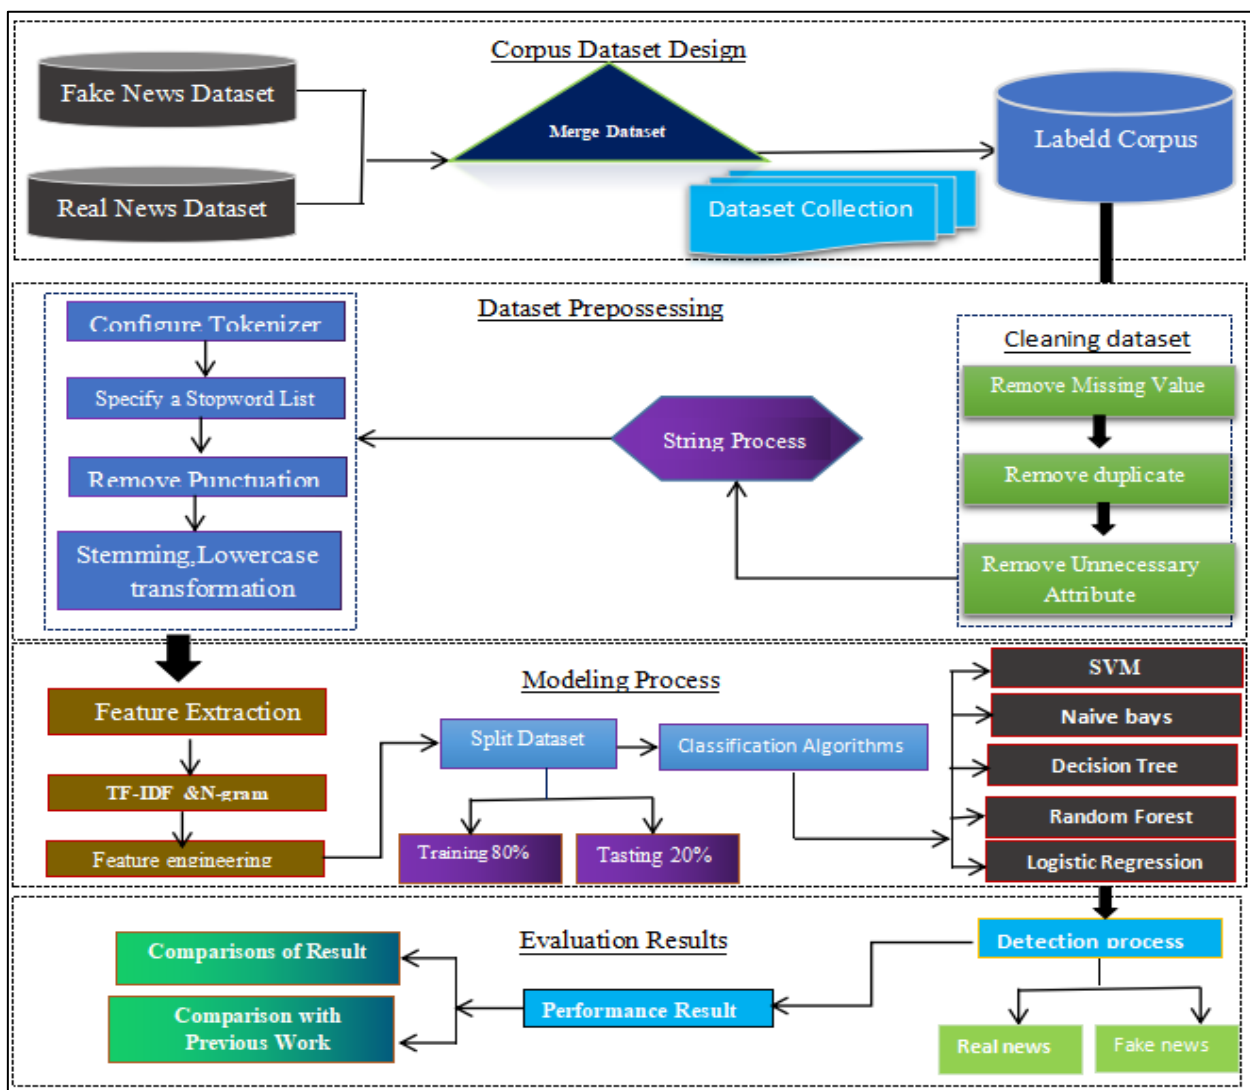 Corpus Dataset Design
Fake News Dataset
Real News Dataset
Merge Dataset
Dataset Collection
Labeld Corpus
Dataset Prepossessing
Cleaning dataset
Remove Missing Value
Remove duplicate
Remove Unnecessary
Attribute
String Process
Configure Tokenizer
Specify a Stopword List
Remove Punctuation
Stemming,Lowercase
transformation
Modeling Process
Feature Extraction
TF-IDF &N-gram
Feature engineering
Split Dataset
Training 80%
Tasting 20%
Classification Algorithms
SVM
Naive bays
Decision Tree
Random Forest
Logistic Regression
Evaluation Results
Detection process
Real news
Fake news
Performance Result
Comparisons of Result
Comparison with
Previous Work